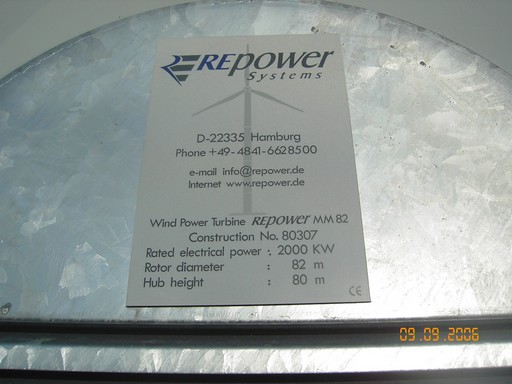 REpower
Systems
D-22335 Hamburg
Phone +49-4841-6628500
e-mail info@repower.de
Internet www.repower.de
Wind Power Turbine REpower MM 82
Construction No. 80307
Rated electrical power : 2000 KW
Rotor diameter : 82 m
Hub height : 80 m
CE
09.09.2006